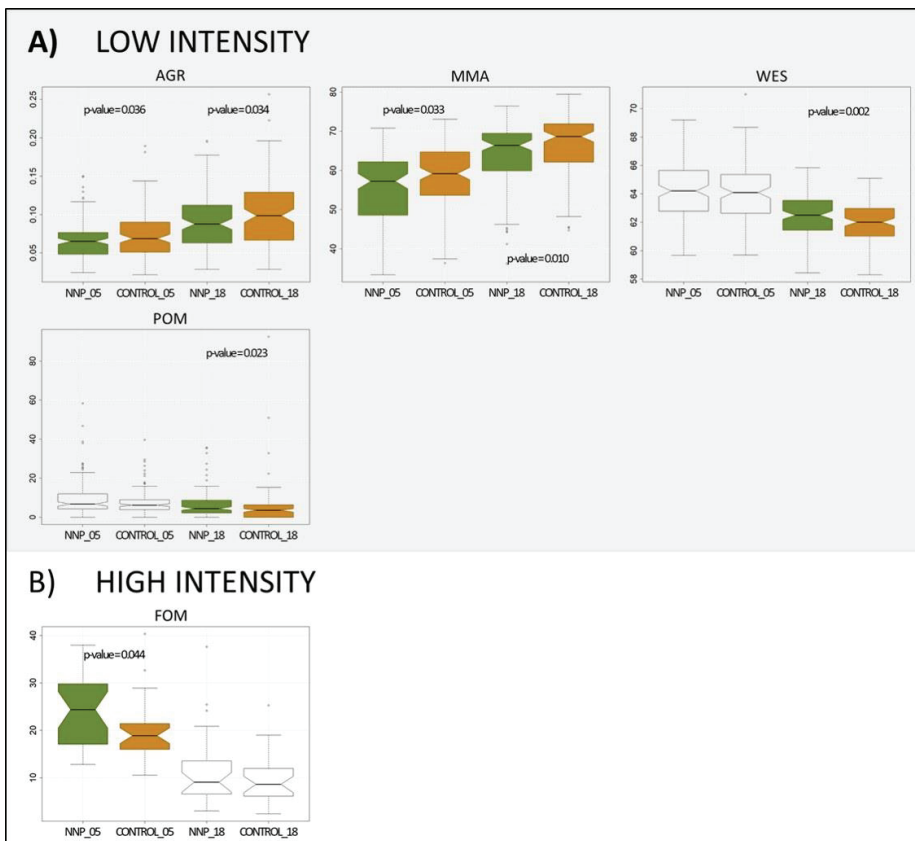 A) LOW INTENSITY
AGR MMA WES
p-value=0.036 p-value=0.034
0.05 0.10 0.15 0.20 0.25
NNP_05 CONTROL_05 NNP_18 CONTROL_18
p-value=0.033
p-value=0.010
40 50 60 70 80
NNP_05 CONTROL_05 NNP_18 CONTROL_18
p-value=0.002
58 60 62 64 66 68 70
NNP_05 CONTROL_05 NNP_18 CONTROL_18
POM
p-value=0.023
0 20 40 60 80
NNP_05 CONTROL_05 NNP_18 CONTROL_18
B) HIGH INTENSITY
FOM
p-value=0.044
10 20 30 40
NNP_05 CONTROL_05 NNP_18 CONTROL_18